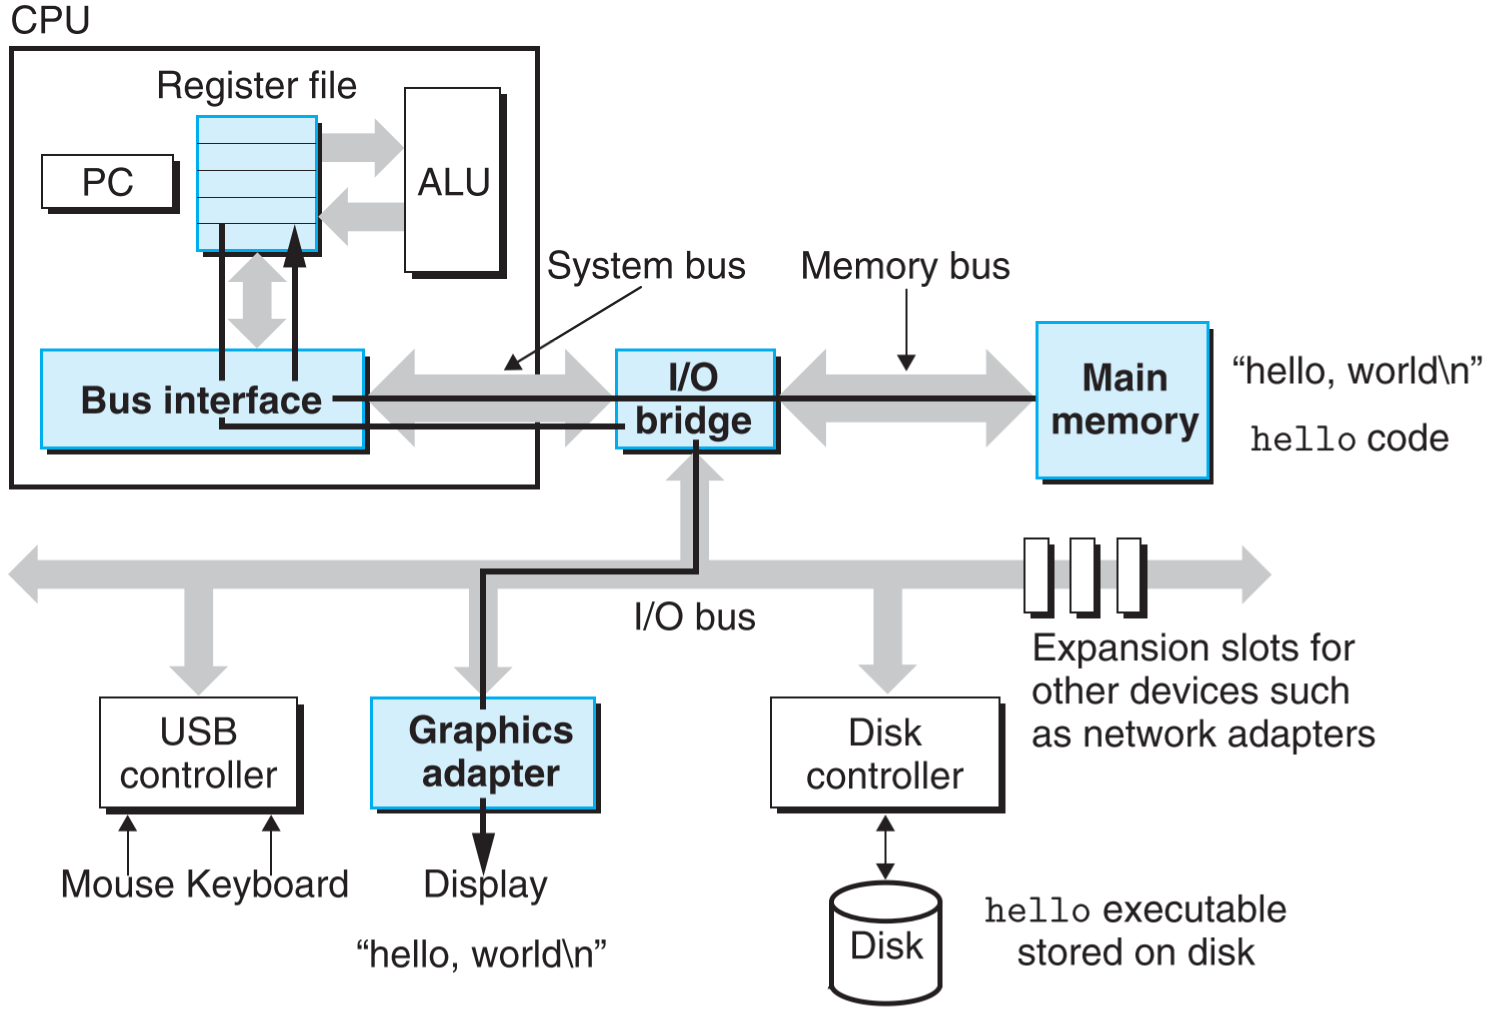 CPU
Register file
PC
ALU
System bus
Memory bus
Bus interface
I/O
bridge
Main
memory
“hello, world\n”
hello code
I/O bus
Expansion slots for
other devices such
as network adapters
USB
controller
Graphics
adapter
Disk
controller
Mouse Keyboard
Display
“hello, world\n”
Disk
hello executable
stored on disk